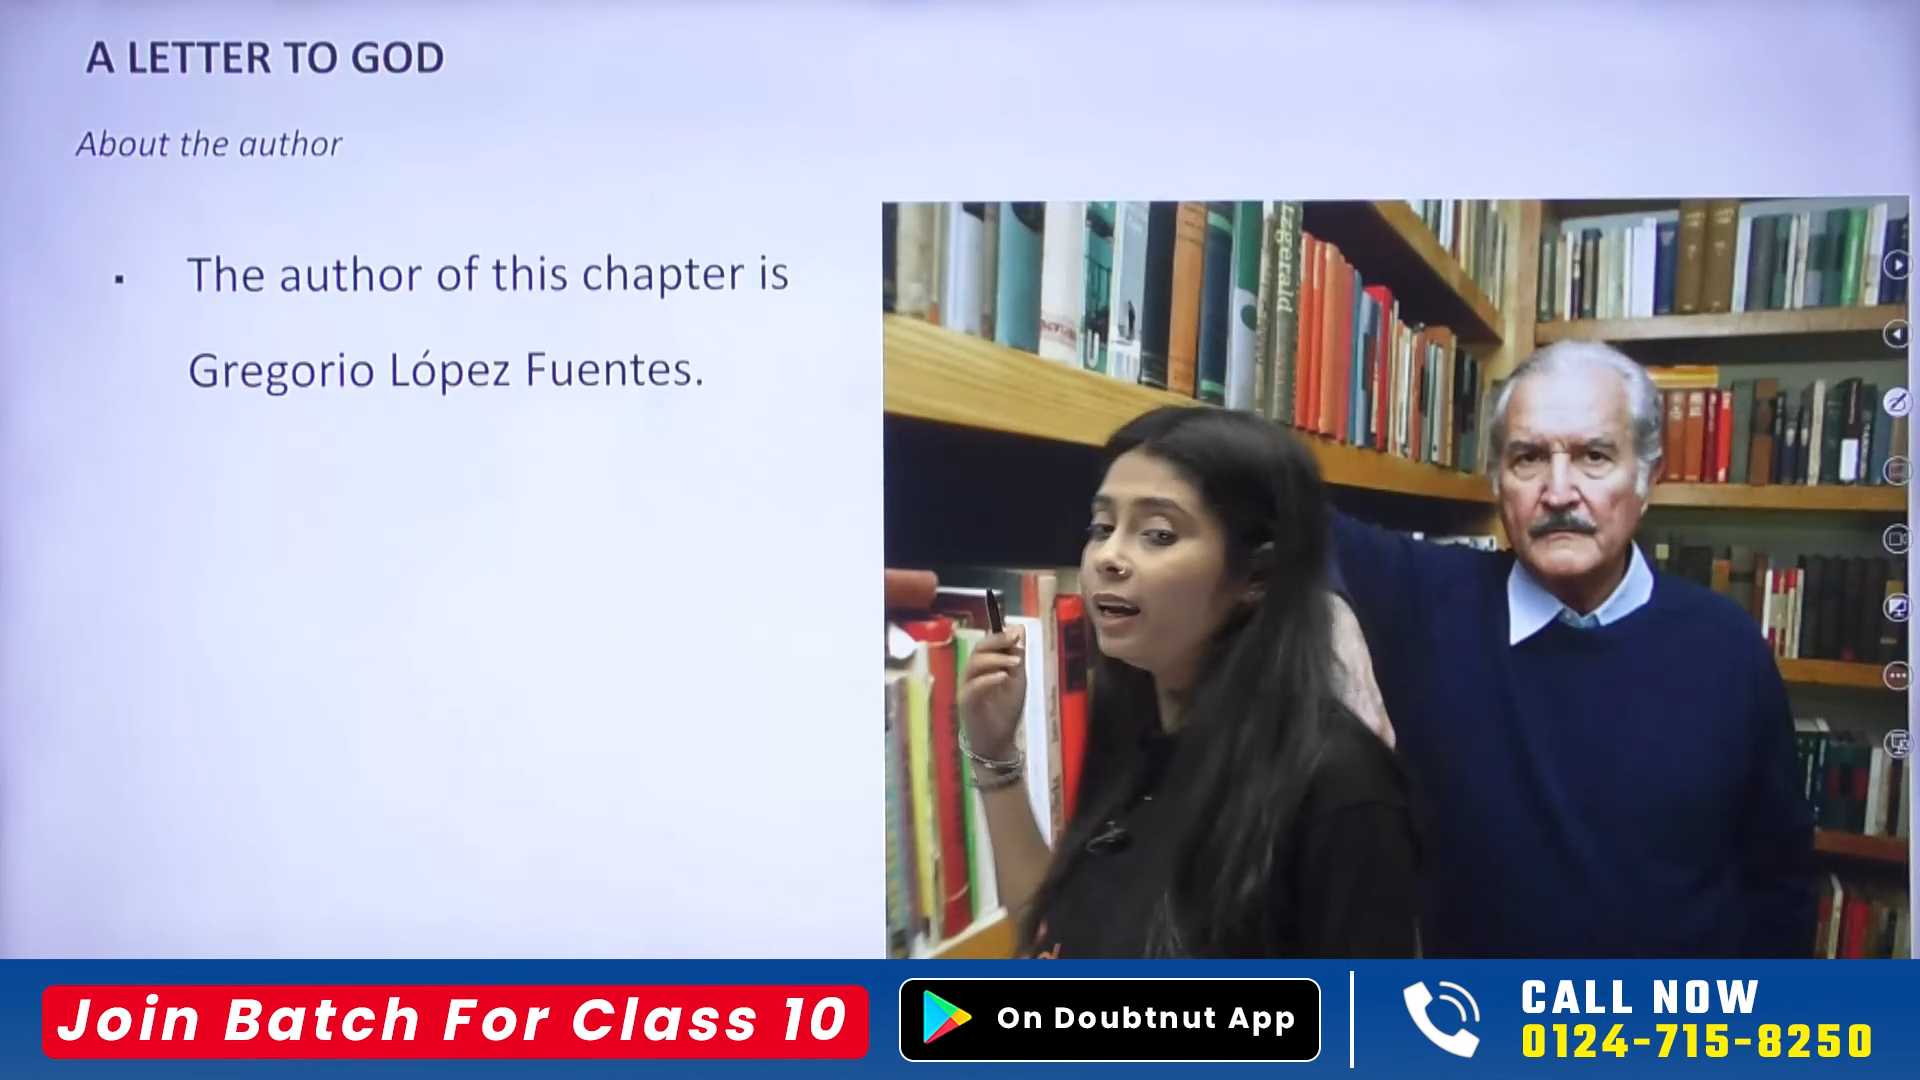 A LETTER TO GOD
About the author
▪ The author of this chapter is
Gregorio López Fuentes.
Join Batch For Class 10
On Doubtnut App
CALL NOW
0124-715-8250